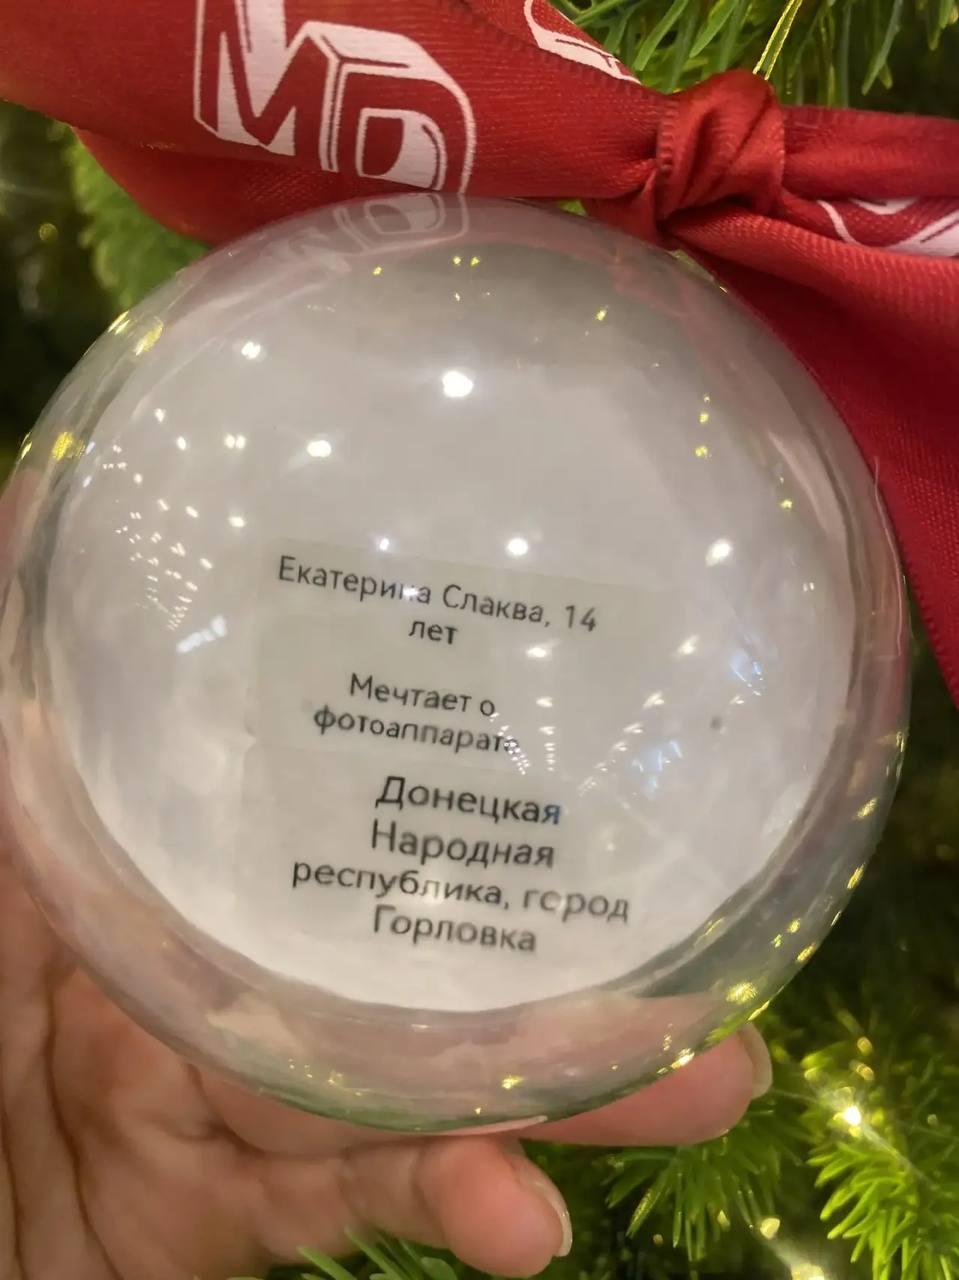 Екатерина Слаква, 14
лет
Мечтает о
фотоаппарате
Донецкая
Народная
республика, город
Горловка